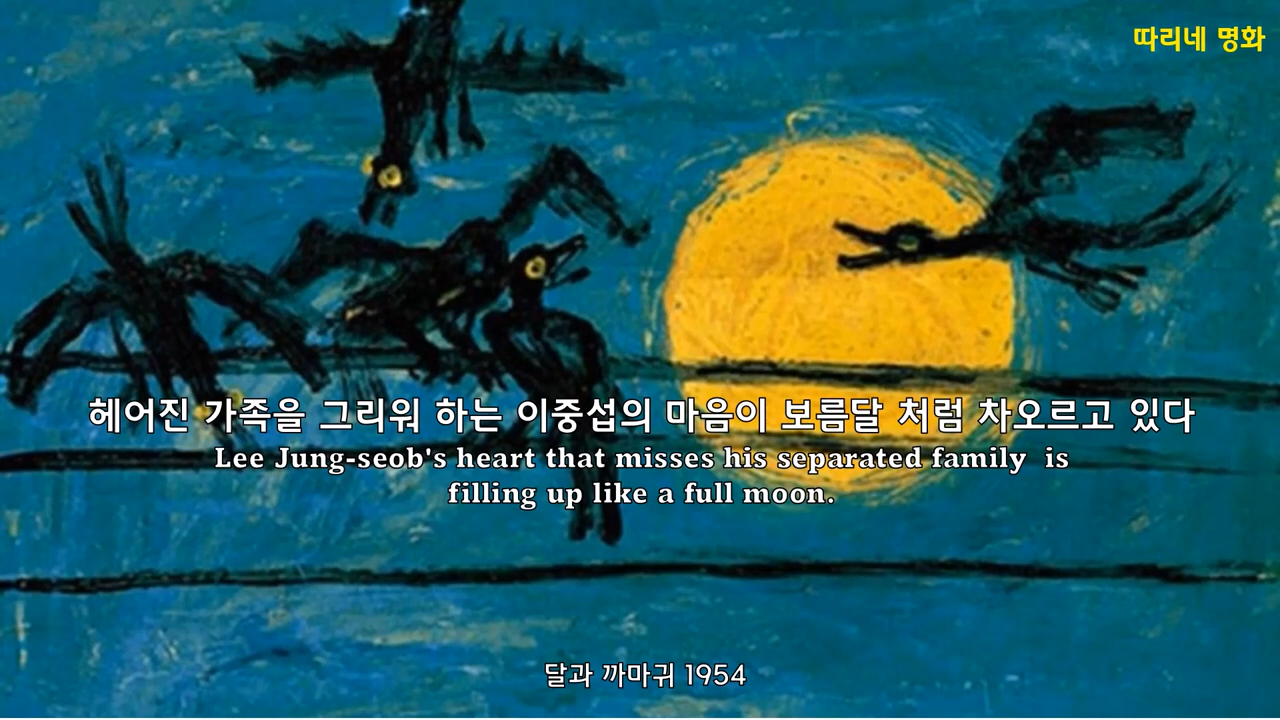 따리네 명화
헤어진 가족을 그리워 하는 이중섭의 마음이 보름달 처럼 차오르고 있다
Lee Jung-seob's heart that misses his separated family is
filling up like a full moon.
달과 까마귀 1954